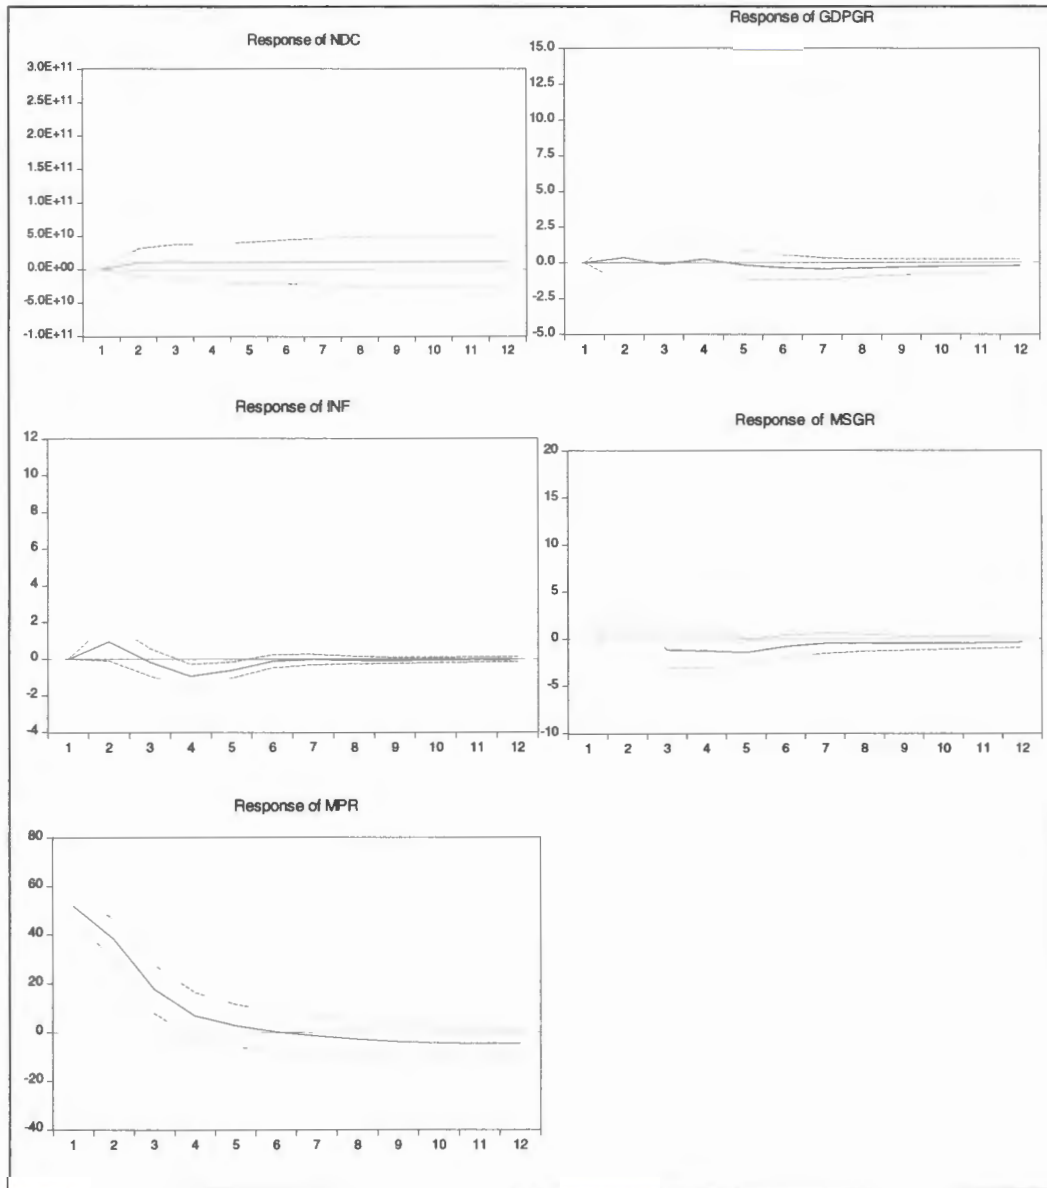 Response of NDC
3.0E+11
2.5E+11
2.0E+11
1.5E+11
1.0E+11
5.0E+10
0.0E+00
-5.0E+10
-1.0E+11
1 2 3 4 5 6 7 8 9 10 11 12
Response of GDPGR
15.0
12.5
10.0
7.5
5.0
2.5
0.0
-2.5
-5.0
1 2 3 4 5 6 7 8 9 10 11 12
Response of INF
12
10
8
6
4
2
0
-2
-4
1 2 3 4 5 6 7 8 9 10 11 12
Response of MSGR
20
15
10
5
0
-5
-10
1 2 3 4 5 6 7 8 9 10 11 12
Response of MPR
80
60
40
20
0
-20
-40
1 2 3 4 5 6 7 8 9 10 11 12